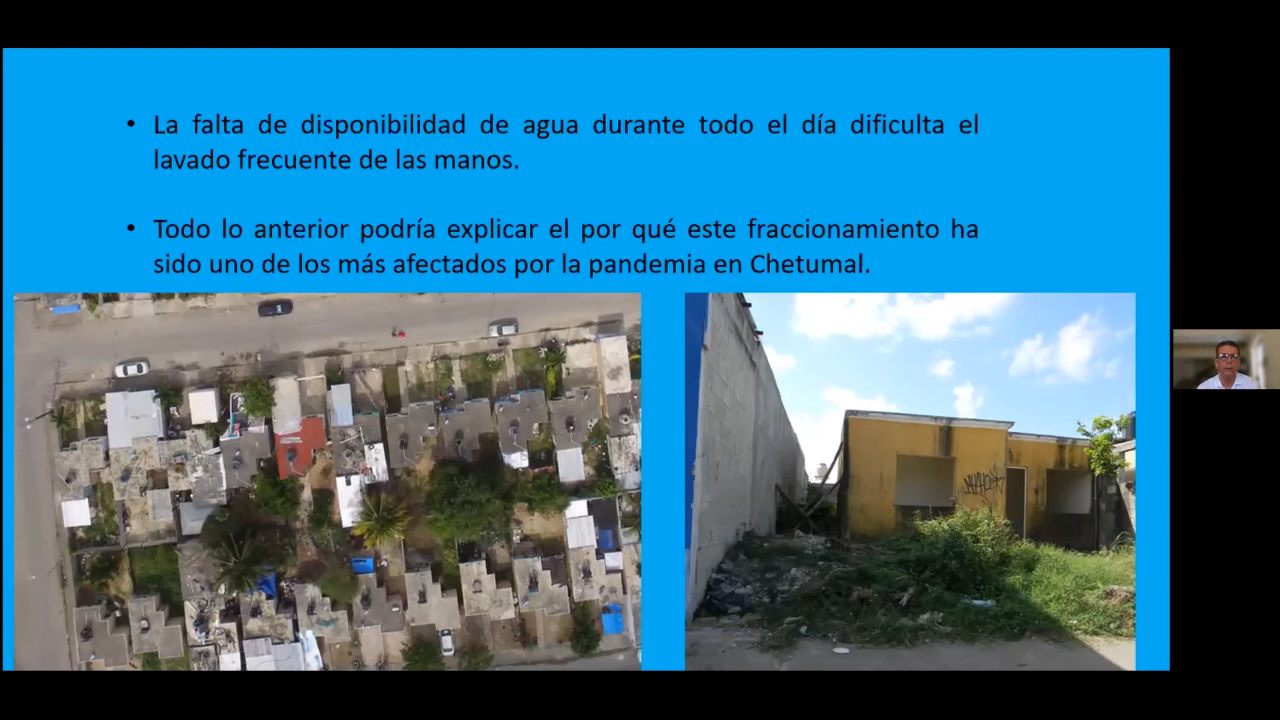 • La falta de disponibilidad de agua durante todo el día dificulta el
lavado frecuente de las manos.
• Todo lo anterior podría explicar el por qué este fraccionamiento ha
sido uno de los más afectados por la pandemia en Chetumal.